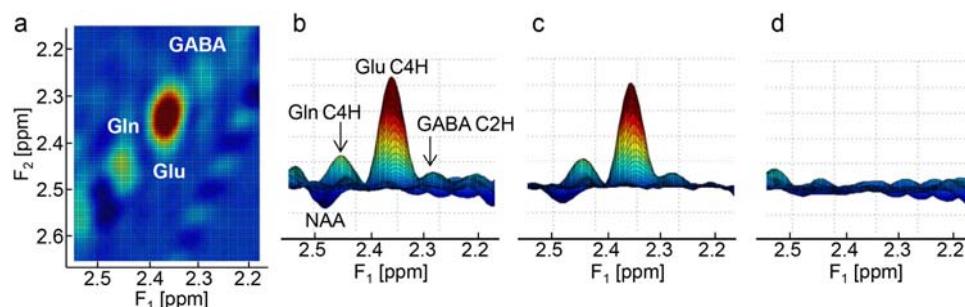 a
GABA
Gln
Glu
2.2
2.3
2.4
2.5
2.6
F2 [ppm]
2.5 2.4 2.3 2.2
F1 [ppm]
b
Glu C4H
Gln C4H
GABA C2H
NAA
2.5 2.4 2.3 2.2
F1 [ppm]
c
2.5 2.4 2.3 2.2
F1 [ppm]
d
2.5 2.4 2.3 2.2
F1 [ppm]